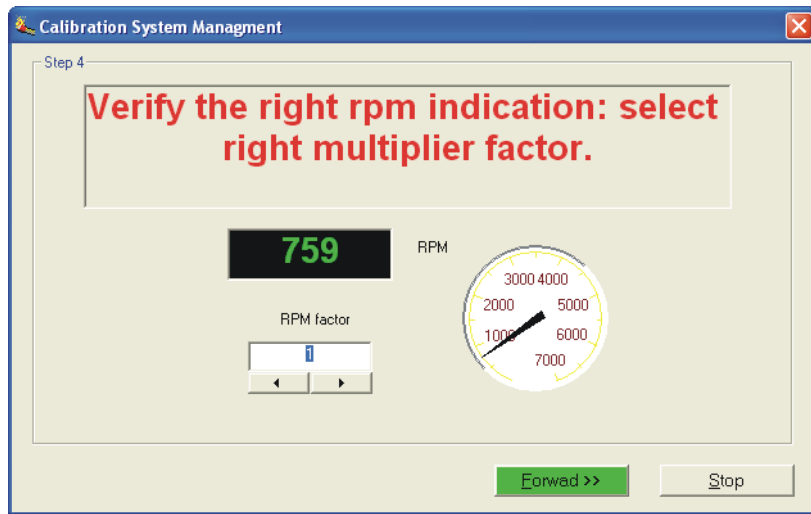 Calibration System Managment
Step 4
Verify the right rpm indication: select
right multiplier factor.
759
RPM
RPM factor
1
3000 4000
2000 5000
1000 6000
7000
Forwad >>
Stop